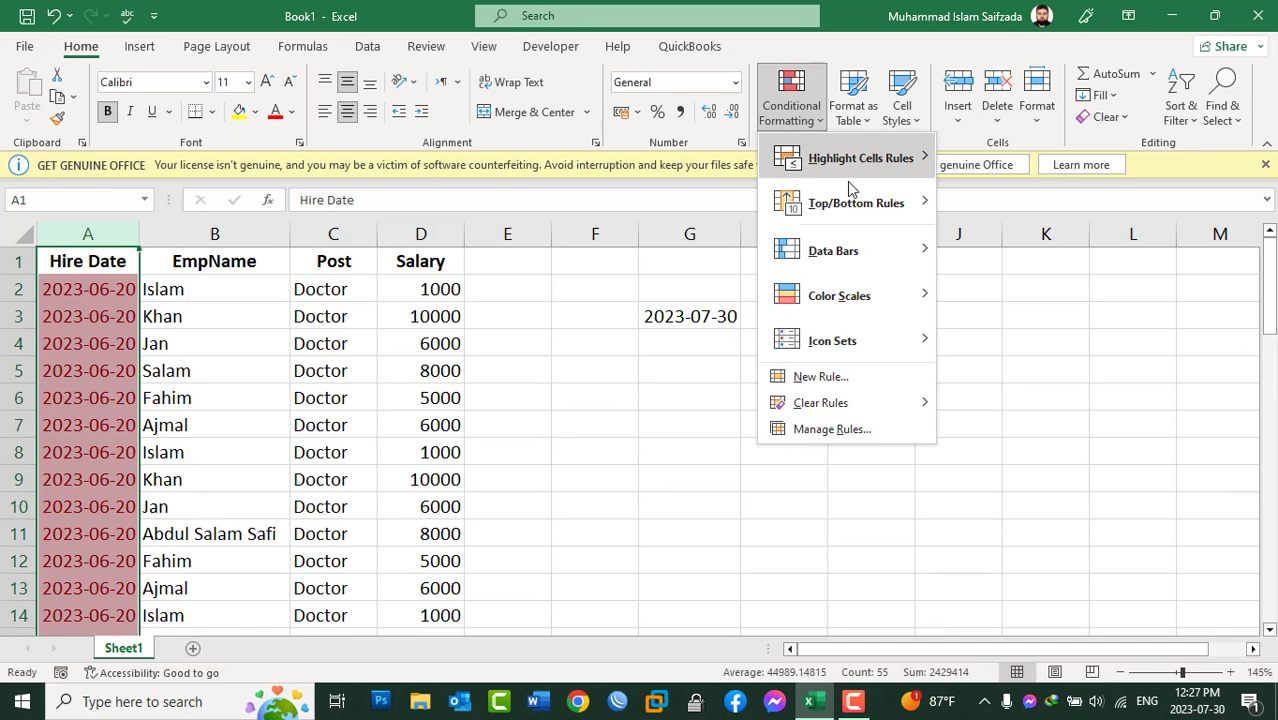 Book1 - Excel
Search
Muhammad Islam Saifzada
File Home Insert Page Layout Formulas Data Review View Developer Help QuickBooks Share
Paste
Calibri 11
B I U
Wrap Text
Merge & Center
General
Conditional Formatting
Format as Table
Cell Styles
Insert
Delete
Format
AutoSum
Fill
Clear
Sort & Filter
Find & Select
Clipboard Font Alignment Number Cells Editing
GET GENUINE OFFICE Your license isn't genuine, and you may be a victim of software counterfeiting. Avoid interruption and keep your files safe genuine Office Learn more
A1 fx Hire Date
Highlight Cells Rules
Top/Bottom Rules
Data Bars
Color Scales
Icon Sets
New Rule...
Clear Rules
Manage Rules...
A B C D E F G J K L M
1 Hire Date EmpName Post Salary
2 2023-06-20 Islam Doctor 1000
3 2023-06-20 Khan Doctor 10000 2023-07-30
4 2023-06-20 Jan Doctor 6000
5 2023-06-20 Salam Doctor 8000
6 2023-06-20 Fahim Doctor 5000
7 2023-06-20 Ajmal Doctor 6000
8 2023-06-20 Islam Doctor 1000
9 2023-06-20 Khan Doctor 10000
10 2023-06-20 Jan Doctor 6000
11 2023-06-20 Abdul Salam Safi Doctor 8000
12 2023-06-20 Fahim Doctor 5000
13 2023-06-20 Ajmal Doctor 6000
14 2023-06-20 Islam Doctor 1000
Sheet1
Ready Accessibility: Good to go Average: 44989.14815 Count: 55 Sum: 2429414 145%
Type here to search
87°F ENG 12:27 PM
2023-07-30